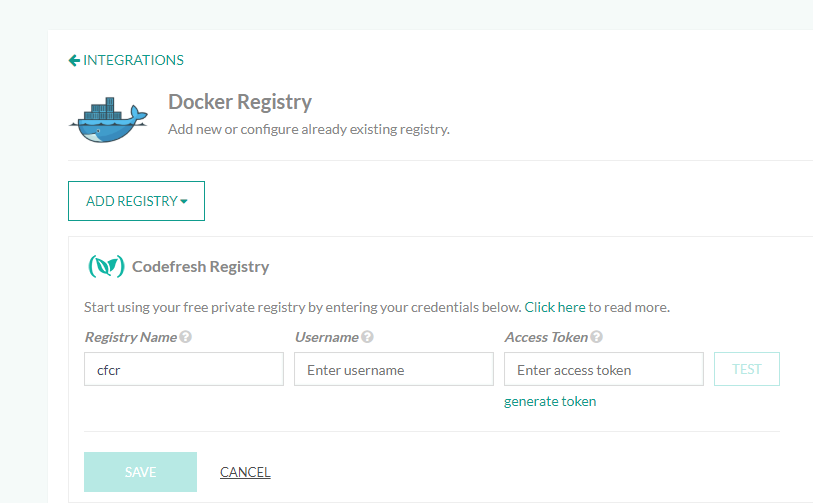 INTEGRATIONS
Docker Registry
Add new or configure already existing registry.
ADD REGISTRY
Codefresh Registry
Start using your free private registry by entering your credentials below. Click here to read more.
Registry Name ? Username ? Access Token ?
cfcr Enter username Enter access token TEST
generate token
SAVE CANCEL